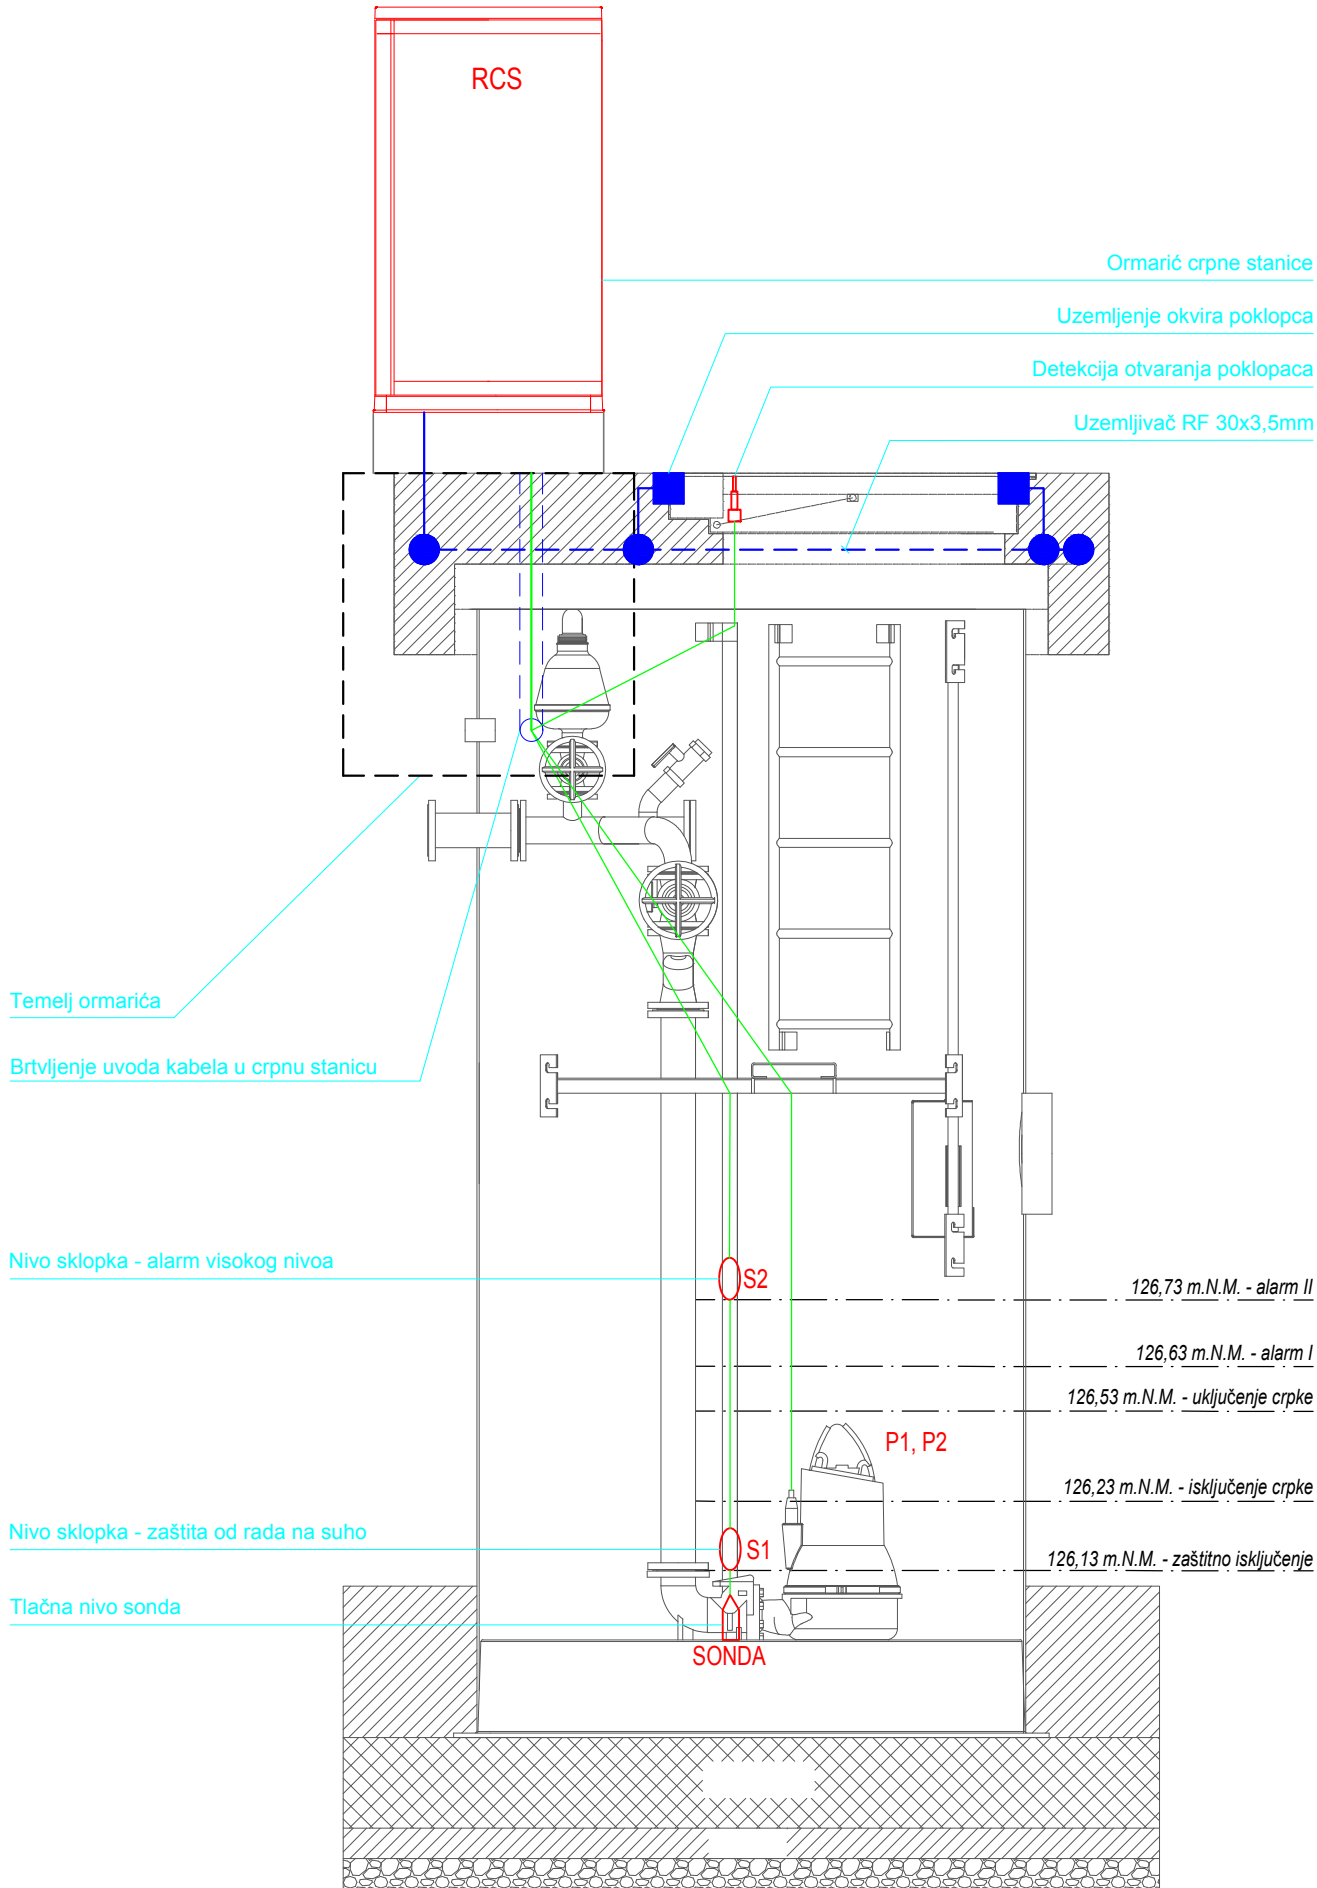 RCS
Ormarić crpne stanice
Uzemljenje okvira poklopca
Detekcija otvaranja poklopaca
Uzemljivač RF 30x3,5mm
Temelj ormarića
Brtvljenje uvoda kabela u crpnu stanicu
Nivo sklopka - alarm visokog nivoa
S2
126,73 m.N.M. - alarm II
126,63 m.N.M. - alarm I
126,53 m.N.M. - uključenje crpke
P1, P2
126,23 m.N.M. - isključenje crpke
Nivo sklopka - zaštita od rada na suho
S1
126,13 m.N.M. - zaštitno isključenje
Tlačna nivo sonda
SONDA